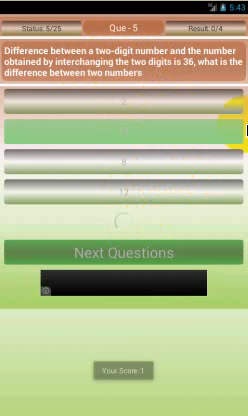 5:43
Status: 5/25
Que - 5
Result: 0/4
Difference between a two-digit number and the number
obtained by interchanging the two digits is 36, what is the
difference between two numbers
8
12
Next Questions
Your Score :1